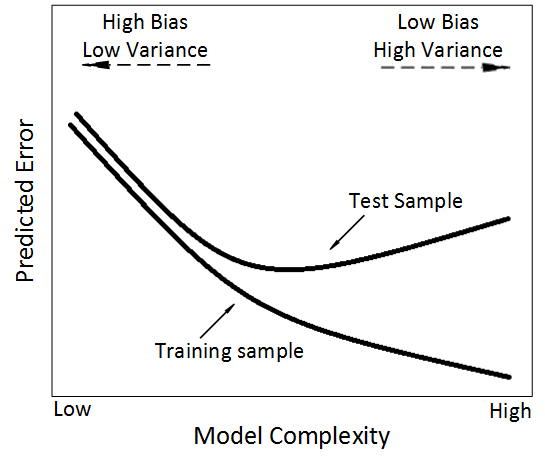 High Bias
Low Variance
Low Bias
High Variance
Predicted Error
Test Sample
Training sample
Low
High
Model Complexity